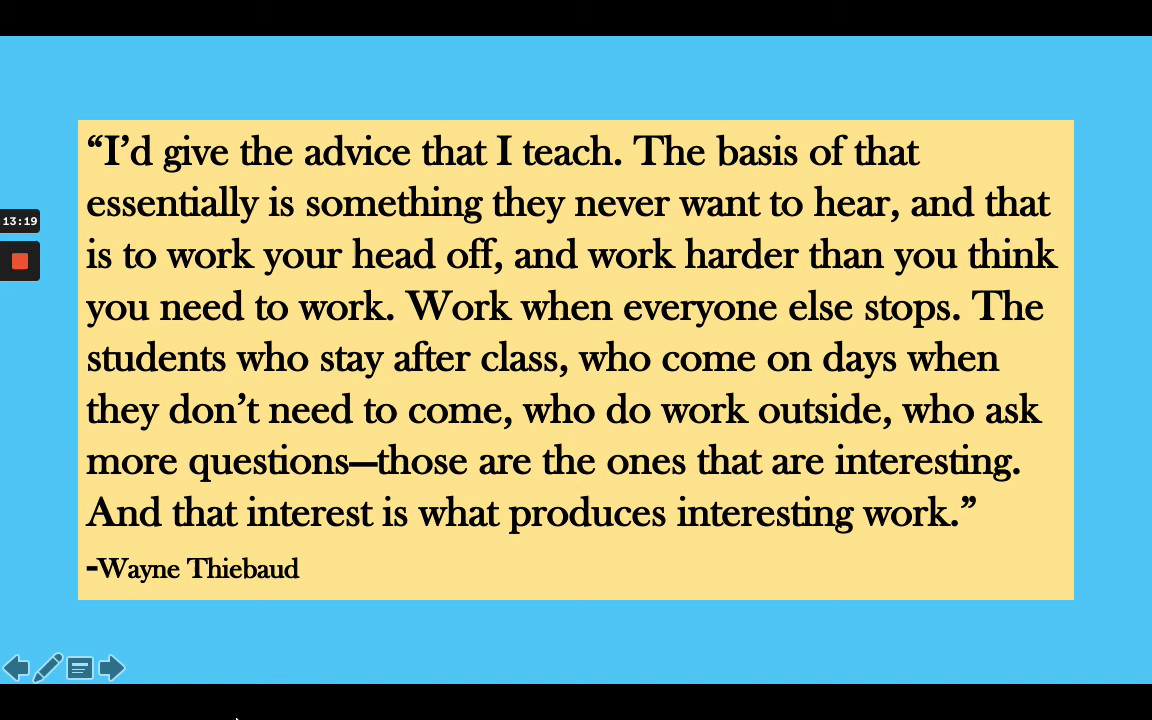 “I’d give the advice that I teach. The basis of that
essentially is something they never want to hear, and that
is to work your head off, and work harder than you think
you need to work. Work when everyone else stops. The
students who stay after class, who come on days when
they don’t need to come, who do work outside, who ask
more questions—those are the ones that are interesting.
And that interest is what produces interesting work.”
-Wayne Thiebaud
13:19